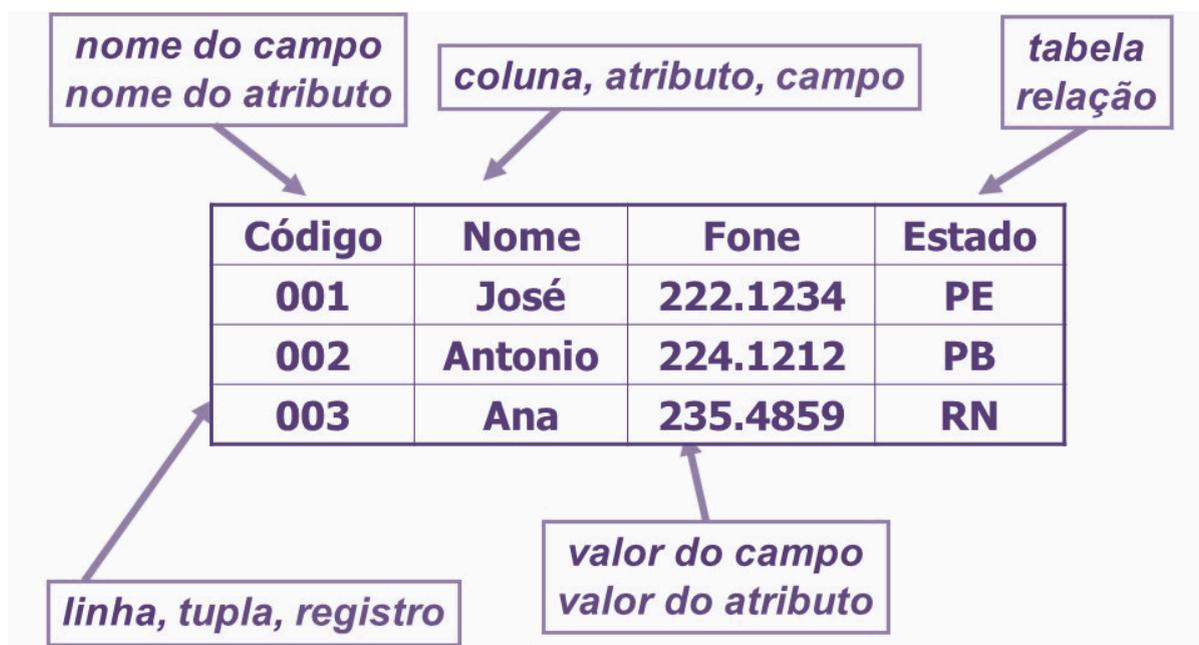 nome do campo
nome do atributo
coluna, atributo, campo
tabela
relação
Código Nome Fone Estado
001 José 222.1234 PE
002 Antonio 224.1212 PB
003 Ana 235.4859 RN
valor do campo
valor do atributo
linha, tupla, registro